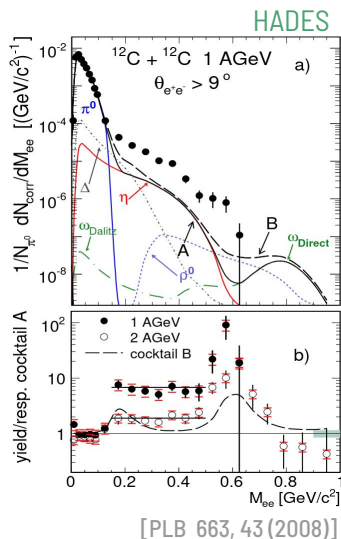 HADES
¹²C + ¹²C 1 AGeV
a)
θe⁺e⁻ > 9°
1/Nπ⁰ dNcorr/dMee [(GeV/c²)⁻¹]
10⁻²
10⁻⁴
10⁻⁶
10⁻⁸
π⁰
Δ
η
ωDalitz
A
B
ρ⁰
ωDirect
yield/resp. cocktail A
10²
10
1
1 AGeV
2 AGeV
cocktail B
b)
0 0.2 0.4 0.6 0.8 1
Mee [GeV/c²]
[PLB 663, 43 (2008)]